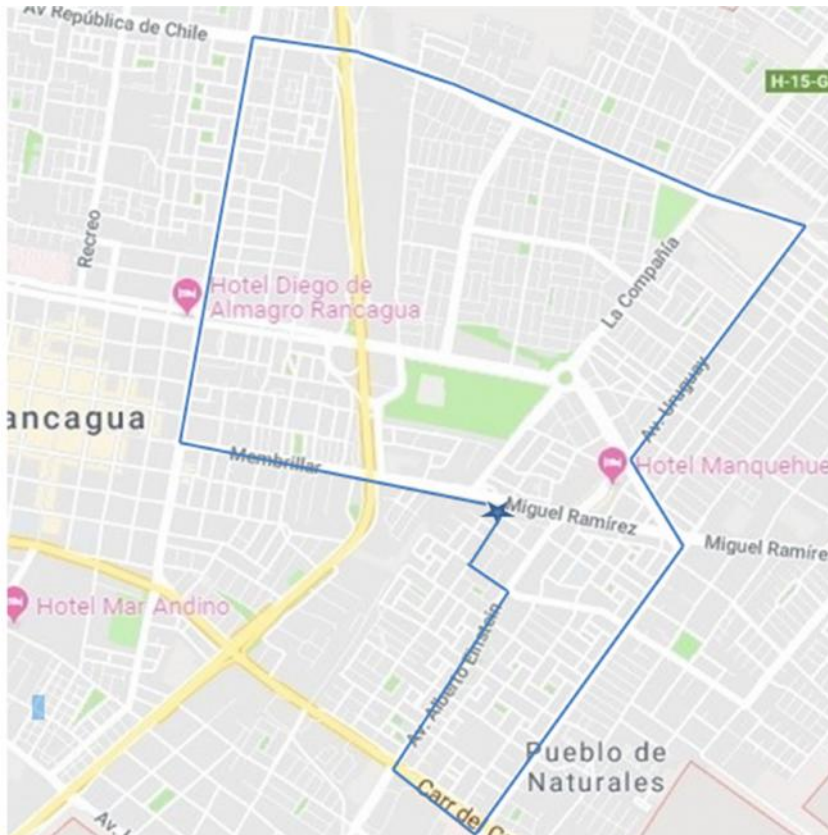 Av República de Chile
H-15-G
Recreo
La Compañía
Hotel Diego de
Almagro Rancagua
Av. Uruguay
ancagua
Membrillar
Hotel Manquehue
Miguel Ramírez
Miguel Ramíre
Hotel Mar Andino
Av. Alberto Einstein
Pueblo de
Naturales
Carr del C
Av.